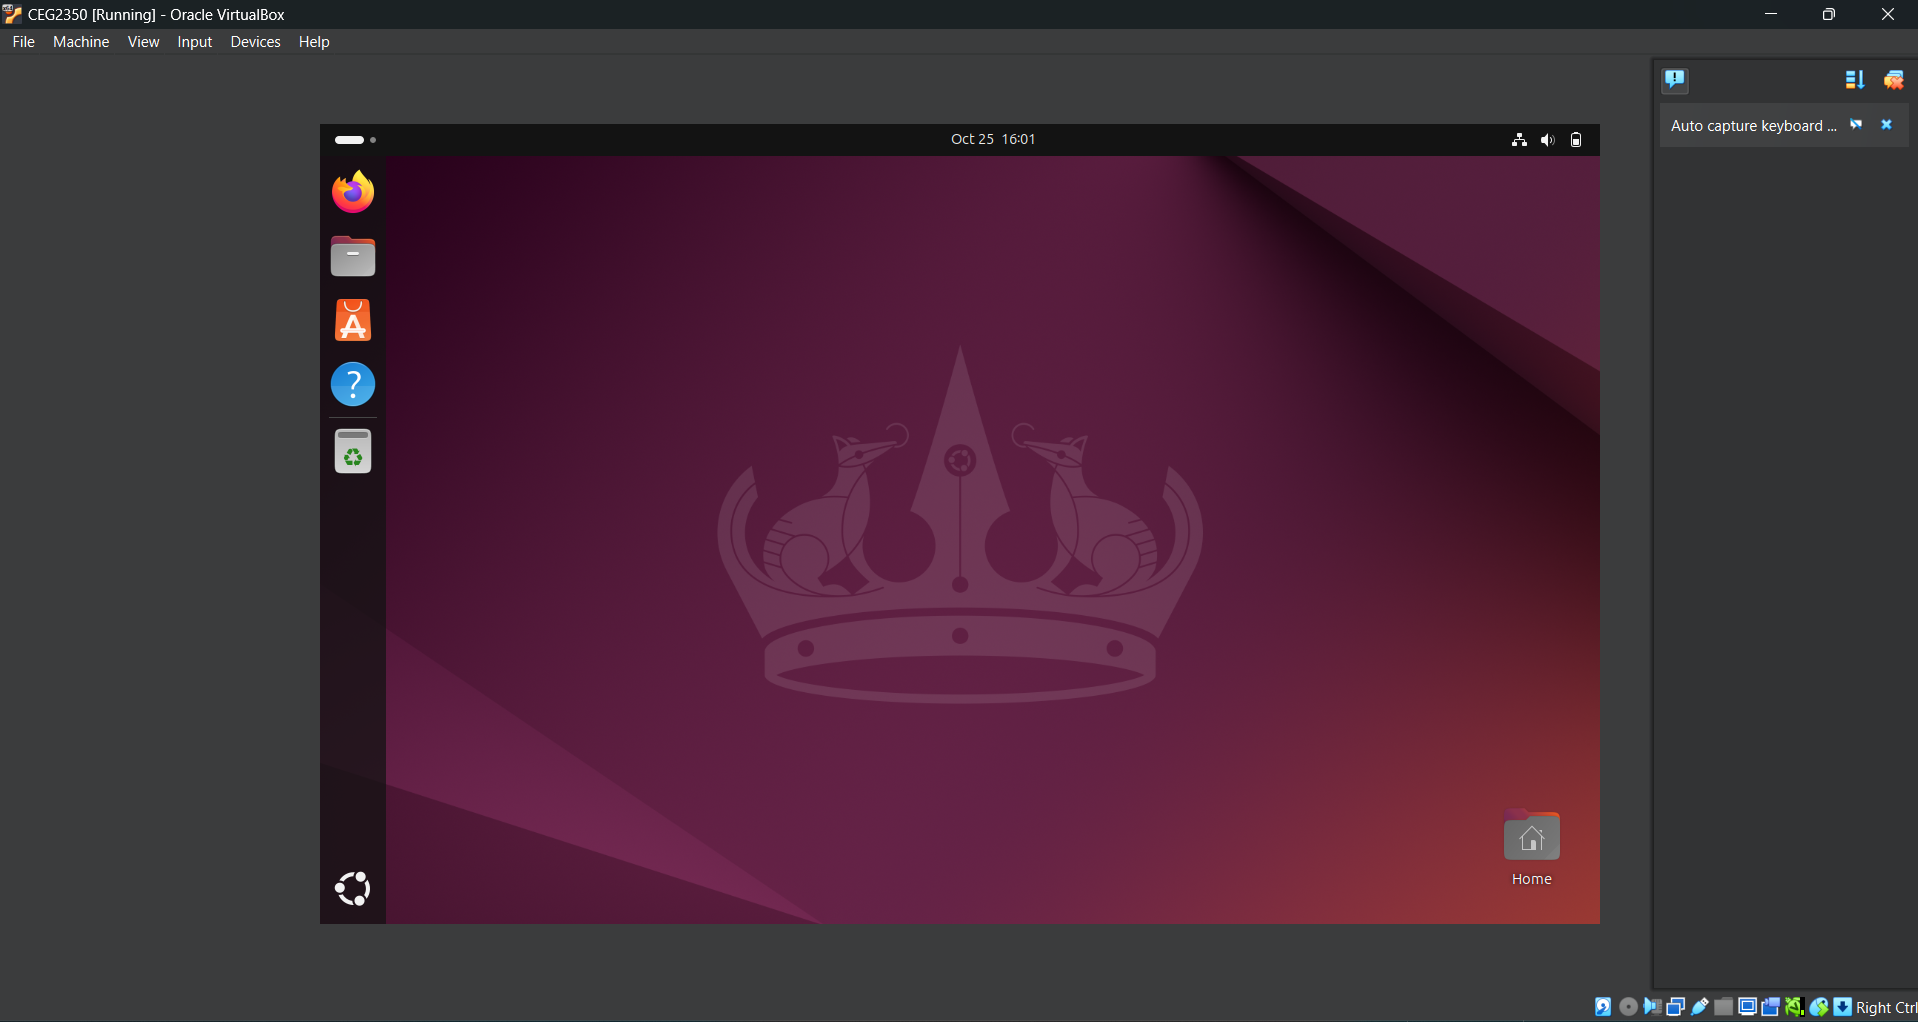 CEG2350 [Running] - Oracle VirtualBox
File Machine View Input Devices Help
Auto capture keyboard ...
Oct 25 16:01
Home
Right Ctrl